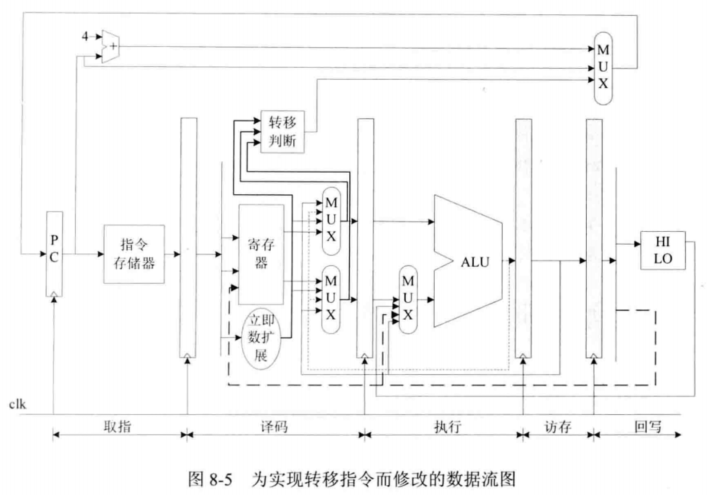 4
+
M
U
X
转移
判断
P
C
指令
存储器
寄存
器
立即
数扩
展
M
U
X
M
U
X
M
U
X
ALU
HI
LO
clk
取指
译码
执行
访存
回写
图 8-5 为实现转移指令而修改的数据流图